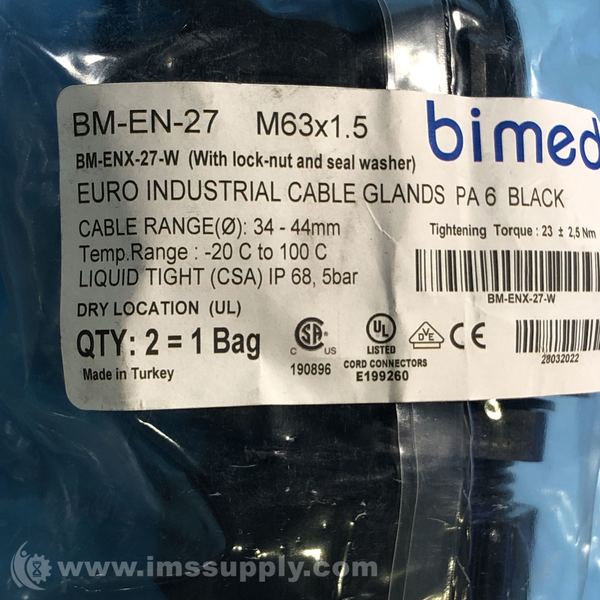 BM-EN-27 M63x1.5 bimed
BM-ENX-27-W (With lock-nut and seal washer)
EURO INDUSTRIAL CABLE GLANDS PA 6 BLACK
CABLE RANGE(Ø): 34 - 44mm
Tightening Torque : 23 ± 2,5 Nm
Temp.Range : -20 C to 100 C
LIQUID TIGHT (CSA) IP 68, 5bar
BM-ENX-27-W
DRY LOCATION (UL)
QTY: 2 = 1 Bag
C SA US
UL
LISTED
VDE
CE
190896
CORD CONNECTORS
E199260
28032022
Made in Turkey
www.imssupply.com